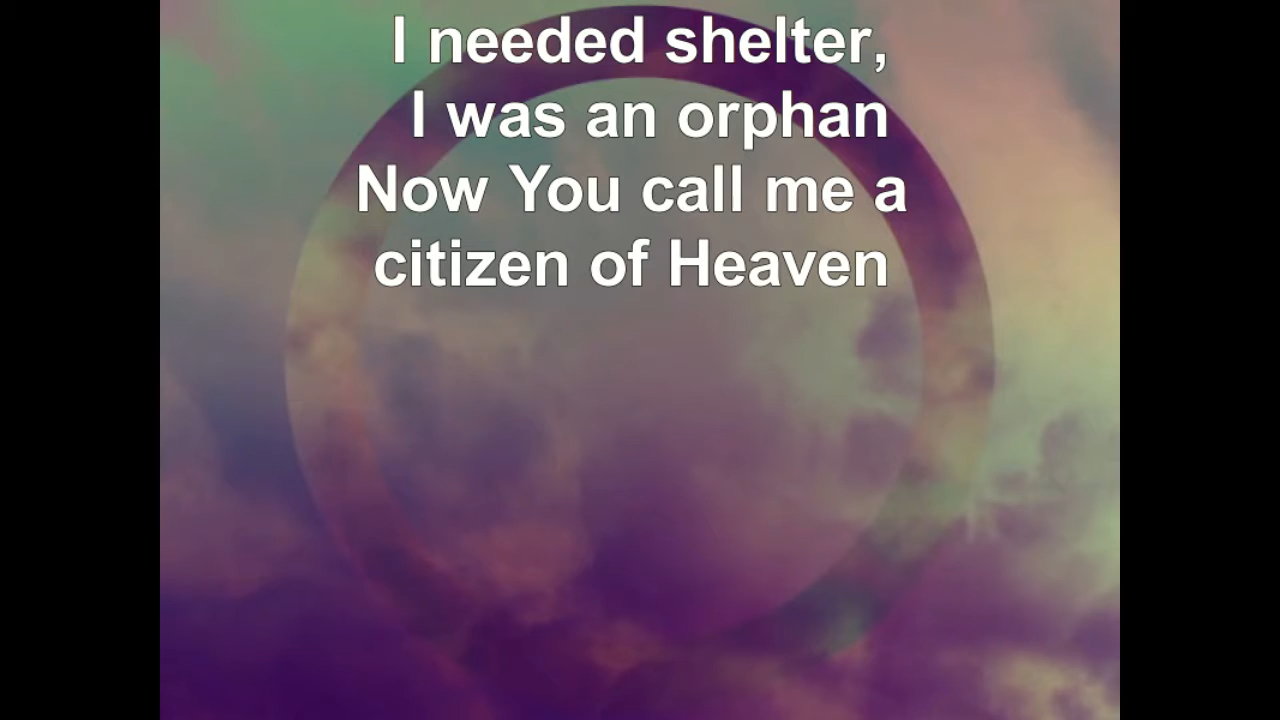 I needed shelter,
I was an orphan
Now You call me a
citizen of Heaven